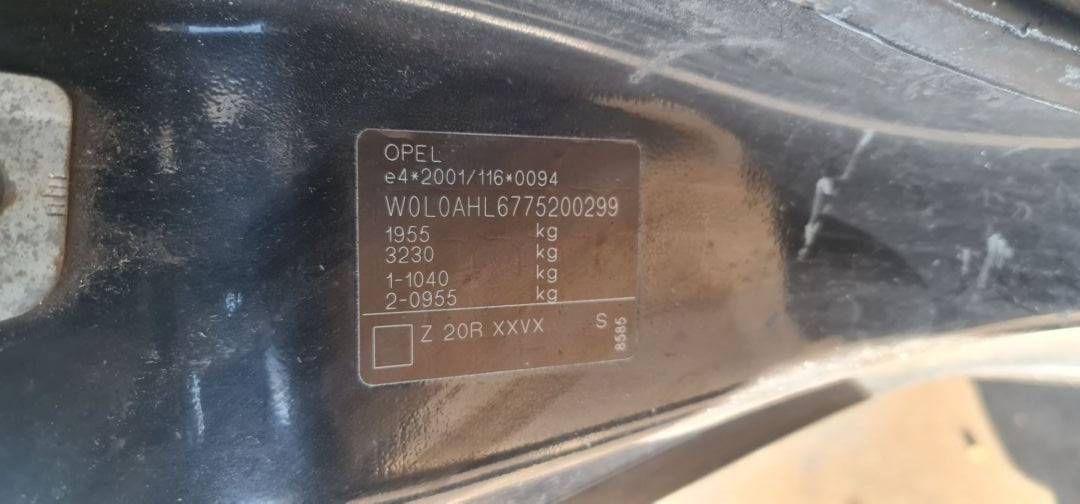 OPEL
e4*2001/116*0094
W0L0AHL6775200299
1955 kg
3230 kg
1-1040 kg
2-0955 kg
Z 20R XXVX S
8585